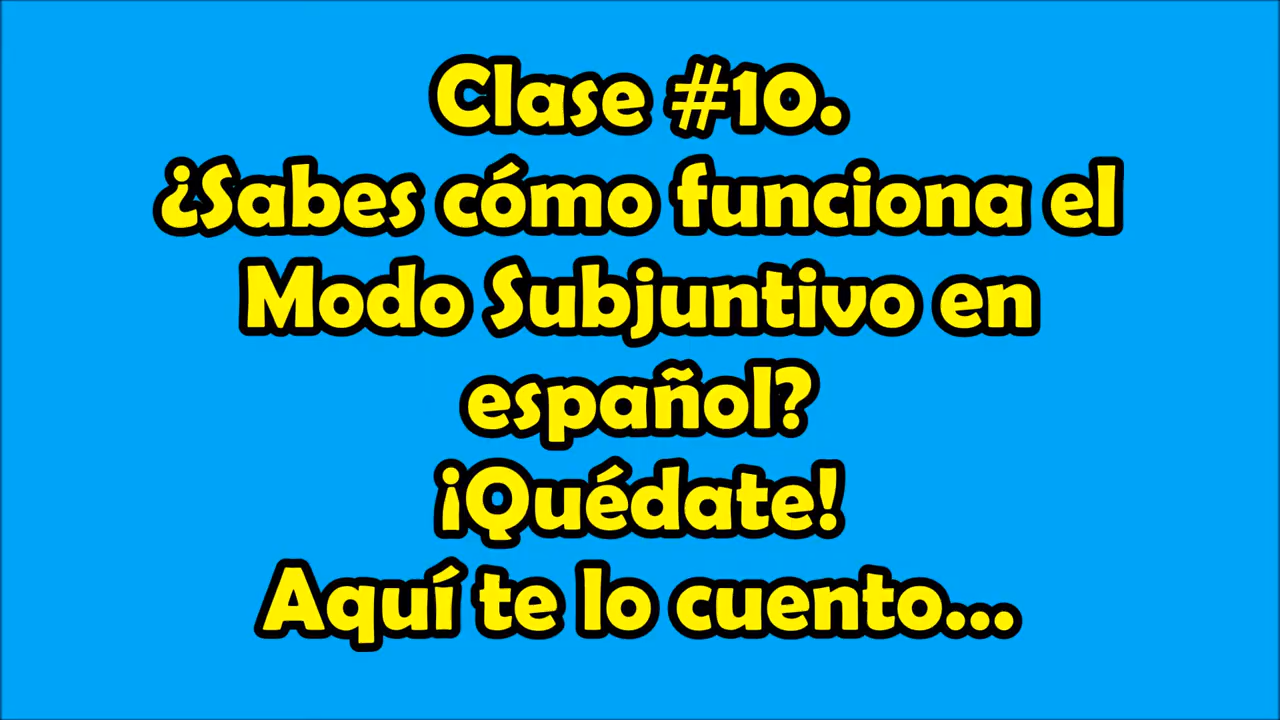 Clase #10.
¿Sabes cómo funciona el
Modo Subjuntivo en
español?
¡Quédate!
Aquí te lo cuento...